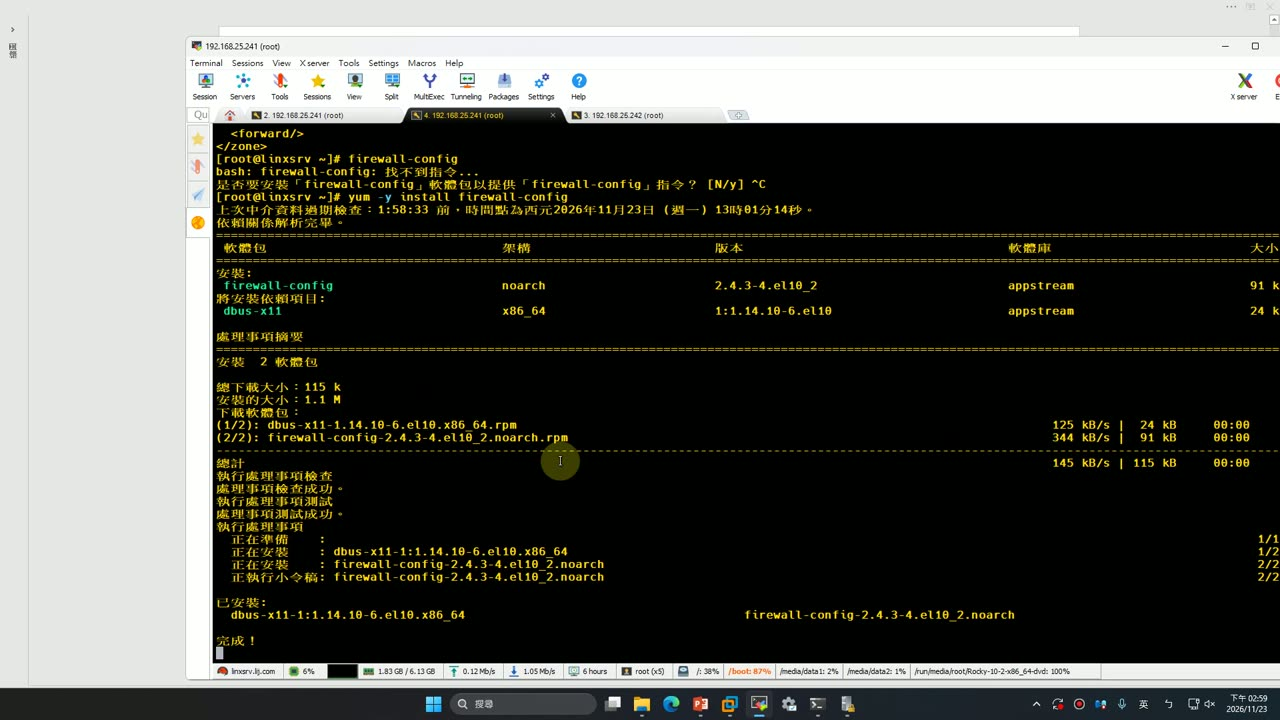 192.168.25.241 (root)
Terminal Sessions View X server Tools Settings Macros Help
Session Servers Tools Sessions View Split MultiExec Tunneling Packages Settings Help X server
Qu 2. 192.168.25.241 (root) 4. 192.168.25.241 (root) 3. 192.168.25.242 (root)
<forward/>
</zone>
[root@linxsrv ~]# firewall-config
bash: firewall-config: 找不到指令...
是否要安裝「firewall-config」軟體包以提供「firewall-config」指令? [N/y] ^C
[root@linxsrv ~]# yum -y install firewall-config
上次中介資料過期檢查:1:58:33 前,時間點為西元2026年11月23日 (週一) 13時01分14秒。
依賴關係解析完畢。
================================================================================
軟體包 架構 版本 軟體庫 大小
================================================================================
安裝:
firewall-config noarch 2.4.3-4.el10_2 appstream 91 k
將安裝依賴項目:
dbus-x11 x86_64 1:1.14.10-6.el10 appstream 24 k
處理事項摘要
================================================================================
安裝 2 軟體包
總下載大小:115 k
安裝的大小:1.1 M
下載軟體包:
(1/2): dbus-x11-1.14.10-6.el10.x86_64.rpm 125 kB/s | 24 kB 00:00
(2/2): firewall-config-2.4.3-4.el10_2.noarch.rpm 344 kB/s | 91 kB 00:00
--------------------------------------------------------------------------------
總計 145 kB/s | 115 kB 00:00
執行處理事項檢查
處理事項檢查成功。
執行處理事項測試
處理事項測試成功。
執行處理事項
正在準備 : 1/1
正在安裝 : dbus-x11-1:1.14.10-6.el10.x86_64 1/2
正在安裝 : firewall-config-2.4.3-4.el10_2.noarch 2/2
正執行小令稿: firewall-config-2.4.3-4.el10_2.noarch 2/2
已安裝:
dbus-x11-1:1.14.10-6.el10.x86_64 firewall-config-2.4.3-4.el10_2.noarch
完成!
linxsrv.lij.com 6% 1.83 GB / 6.13 GB 0.12 Mb/s 1.05 Mb/s 6 hours root (x5) /: 38% /boot: 87% /media/data1: 2% /media/data2: 1% /run/media/root/Rocky-10-2-x86_64-dvd: 100%
搜尋 英 下午 02:59
2026/11/23